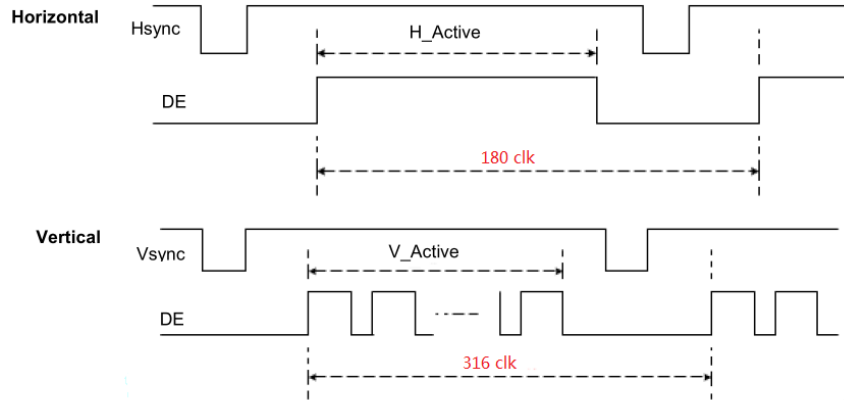 Horizontal
Hsync
H_Active
DE
180 clk
Vertical
Vsync
V_Active
DE
316 clk